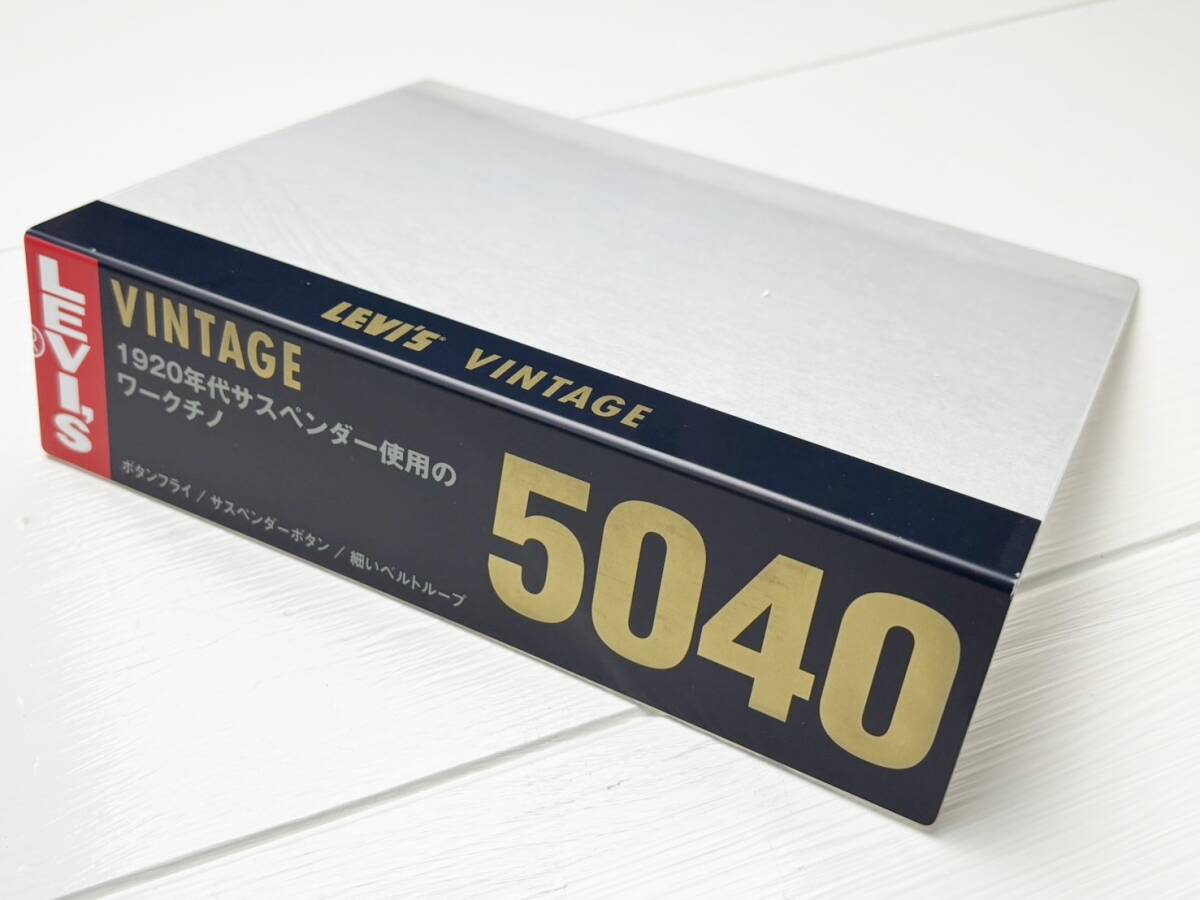 LEVI'S® VINTAGE
LEVI'S®
VINTAGE
1920年代サスペンダー使用の
ワークチノ
ボタンフライ / サスペンダーボタン / 細いベルトループ
5040